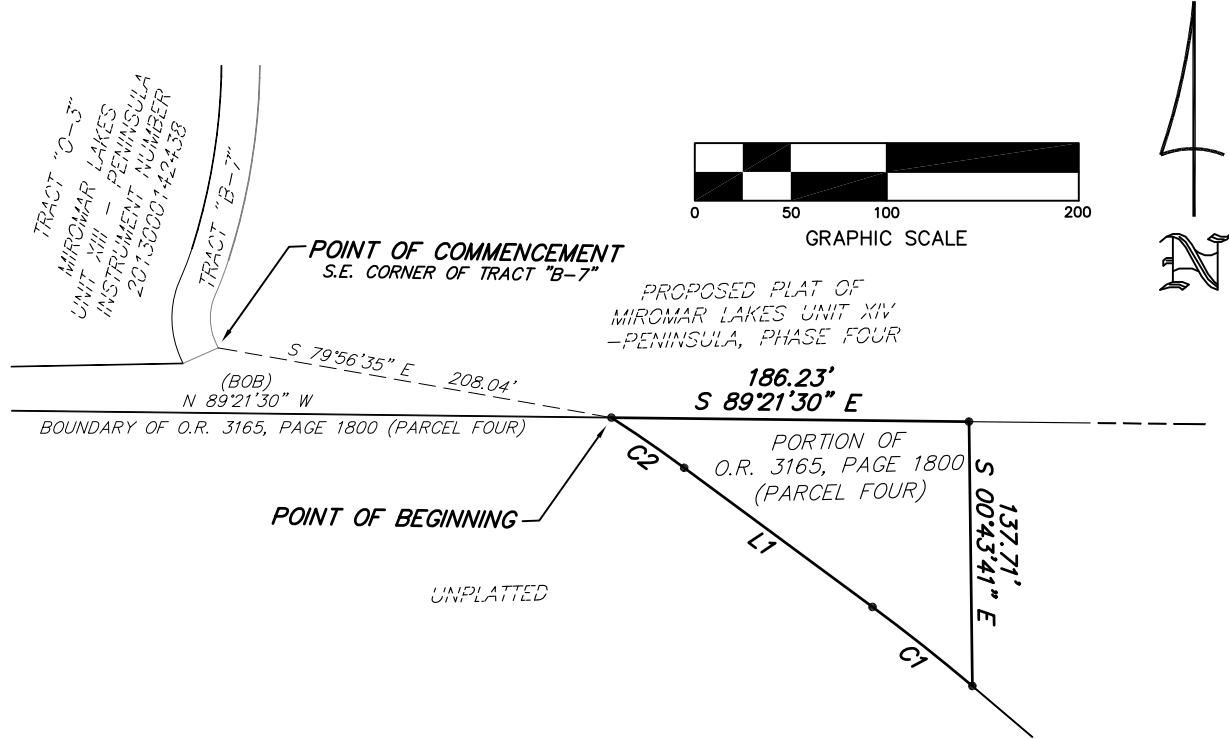 TRACT "O-3"
MIROMAR LAKES
UNIT XIII - PENINSULA
INSTRUMENT NUMBER
2013000142438
TRACT "B-7"
0 50 100 200
GRAPHIC SCALE
N
POINT OF COMMENCEMENT
S.E. CORNER OF TRACT "B-7"
PROPOSED PLAT OF
MIROMAR LAKES UNIT XIV
-PENINSULA, PHASE FOUR
S 79°56'35" E 208.04'
(BOB)
N 89°21'30" W
BOUNDARY OF O.R. 3165, PAGE 1800 (PARCEL FOUR)
186.23'
S 89°21'30" E
PORTION OF
O.R. 3165, PAGE 1800
(PARCEL FOUR)
C2
L1
C1
137.71'
S 00°43'41" E
POINT OF BEGINNING
UNPLATTED